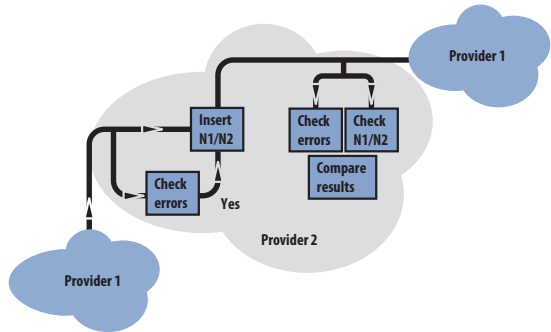 Provider 1
Insert
N1/N2
Check
errors
Check
N1/N2
Compare
results
Check
errors
Yes
Provider 2
Provider 1